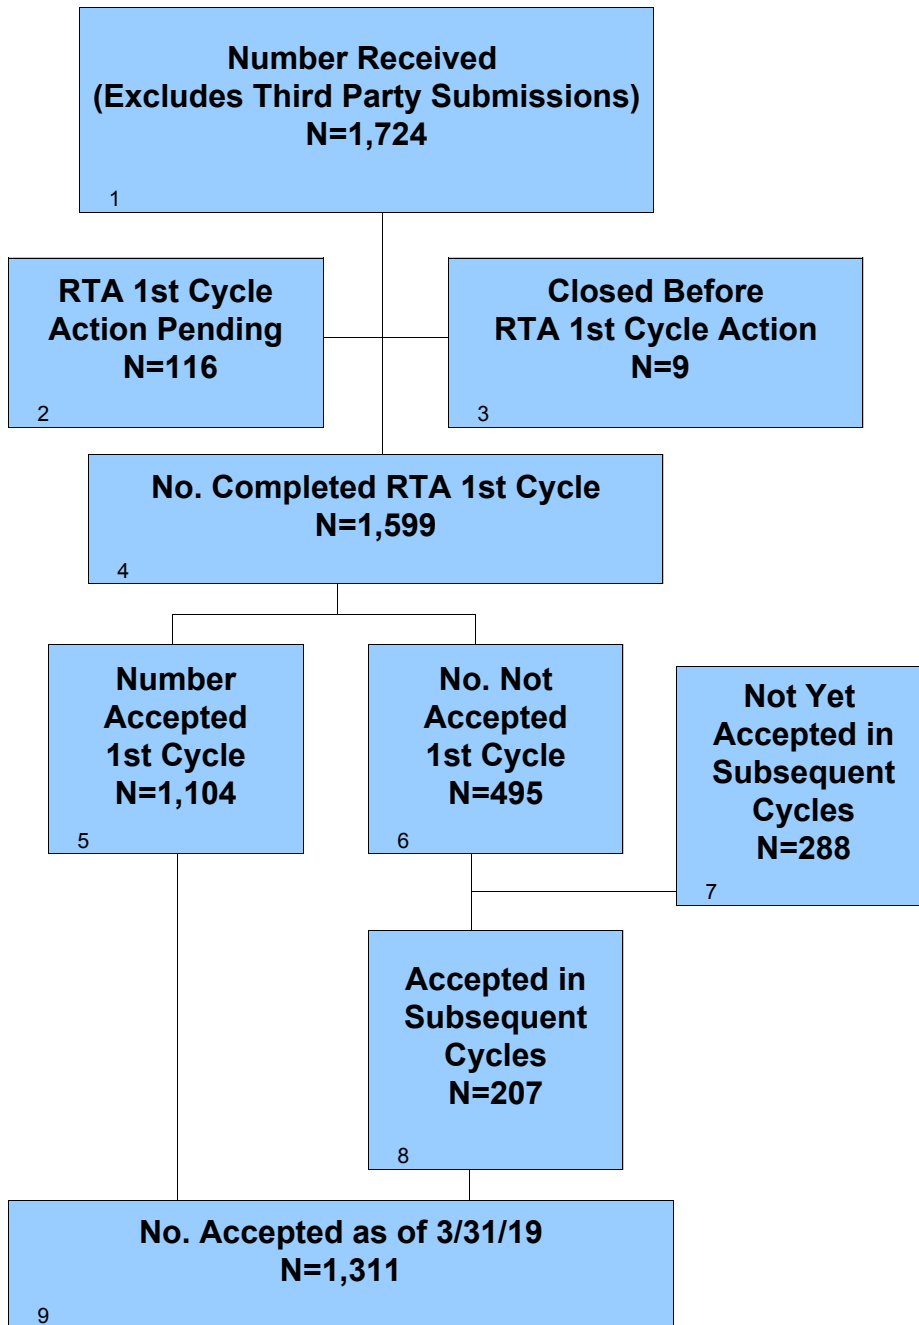 Number Received
(Excludes Third Party Submissions)
N=1,724
1
RTA 1st Cycle
Action Pending
N=116
2
Closed Before
RTA 1st Cycle Action
N=9
3
No. Completed RTA 1st Cycle
N=1,599
4
Number
Accepted
1st Cycle
N=1,104
5
No. Not
Accepted
1st Cycle
N=495
6
Not Yet
Accepted in
Subsequent
Cycles
N=288
7
Accepted in
Subsequent
Cycles
N=207
8
No. Accepted as of 3/31/19
N=1,311
9